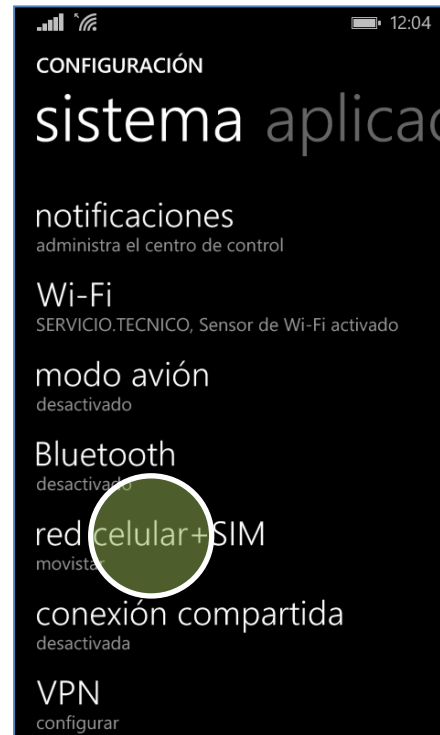 12:04
CONFIGURACIÓN
sistema aplicac
notificaciones
administra el centro de control
Wi-Fi
SERVICIO.TECNICO, Sensor de Wi-Fi activado
modo avión
desactivado
Bluetooth
desactivado
red celular+SIM
movistar
conexión compartida
desactivada
VPN
configurar